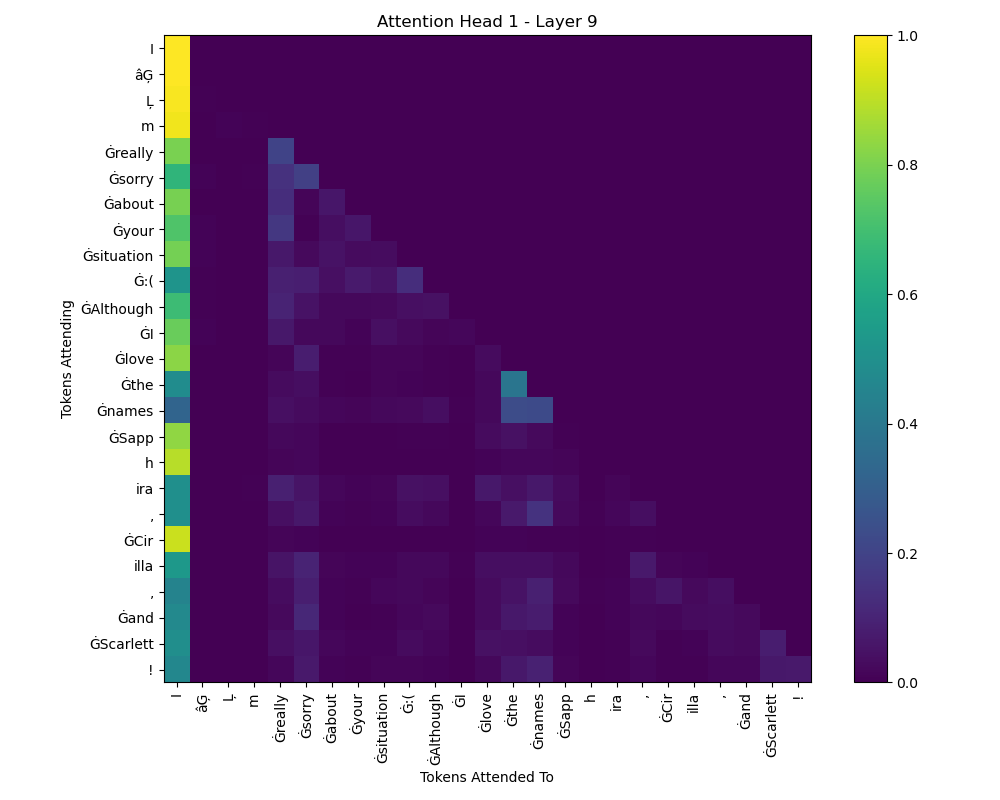 Attention Head 1 - Layer 9
I
âĢ
Ļ
m
Ġreally
Ġsorry
Ġabout
Ġyour
Ġsituation
Ġ:(
ĠAlthough
ĠI
Ġlove
Ġthe
Ġnames
ĠSapp
h
ira
,
ĠCir
illa
,
Ġand
ĠScarlett
!
Tokens Attending
I
âĢ
Ļ
m
Ġreally
Ġsorry
Ġabout
Ġyour
Ġsituation
Ġ:(
ĠAlthough
ĠI
Ġlove
Ġthe
Ġnames
ĠSapp
h
ira
,
ĠCir
illa
,
Ġand
ĠScarlett
!
Tokens Attended To
1.0
0.8
0.6
0.4
0.2
0.0